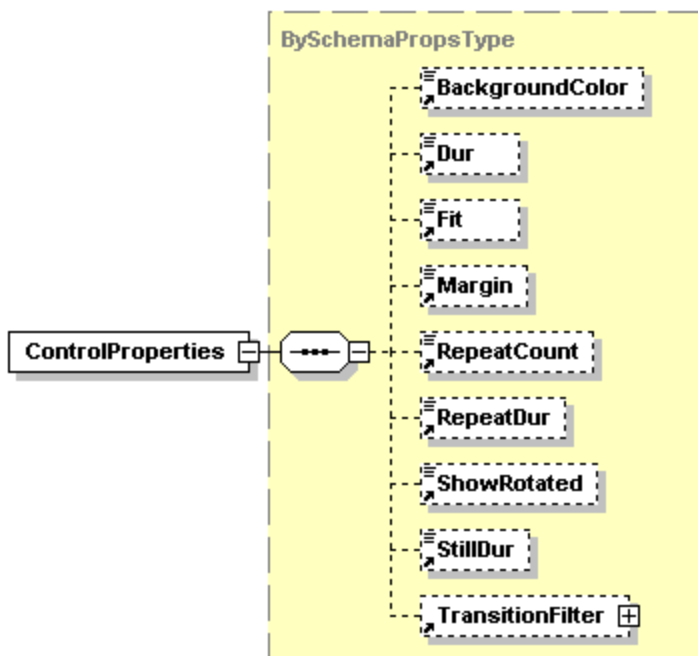 BySchemaPropsType
BackgroundColor
Dur
Fit
Margin
ControlProperties
RepeatCount
RepeatDur
ShowRotated
StillDur
TransitionFilter